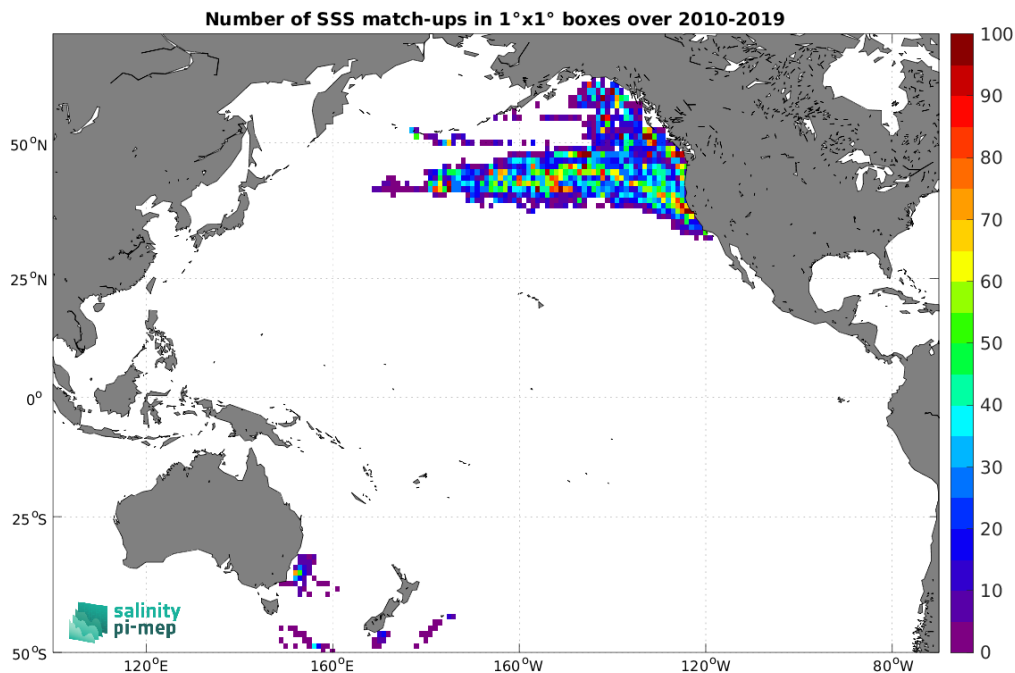 Number of SSS match-ups in 1°x1° boxes over 2010-2019
100
90
80
70
60
50
40
30
20
10
0
50°N
25°N
0°
25°S
50°S
120°E
160°E
160°W
120°W
80°W
salinity
pi-mep